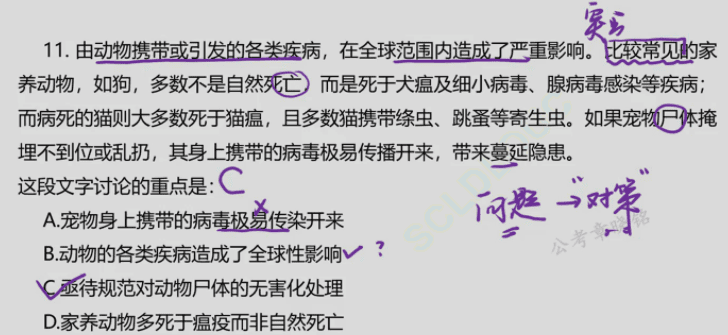 实云
11. 由动物携带或引发的各类疾病，在全球范围内造成了严重影响。比较常见的家
养动物，如狗，多数不是自然死亡，而是死于犬瘟及细小病毒、腺病毒感染等疾病；
而病死的猫则大多数死于猫瘟，且多数猫携带绦虫、跳蚤等寄生虫。如果宠物尸体掩
埋不到位或乱扔，其身上携带的病毒极易传播开来，带来蔓延隐患。
这段文字讨论的重点是：C
问题→"对策"
A.宠物身上携带的病毒极易传染开来
B.动物的各类疾病造成了全球性影响✓？
C.亟待规范对动物尸体的无害化处理
D.家养动物多死于瘟疫而非自然死亡
SCLD